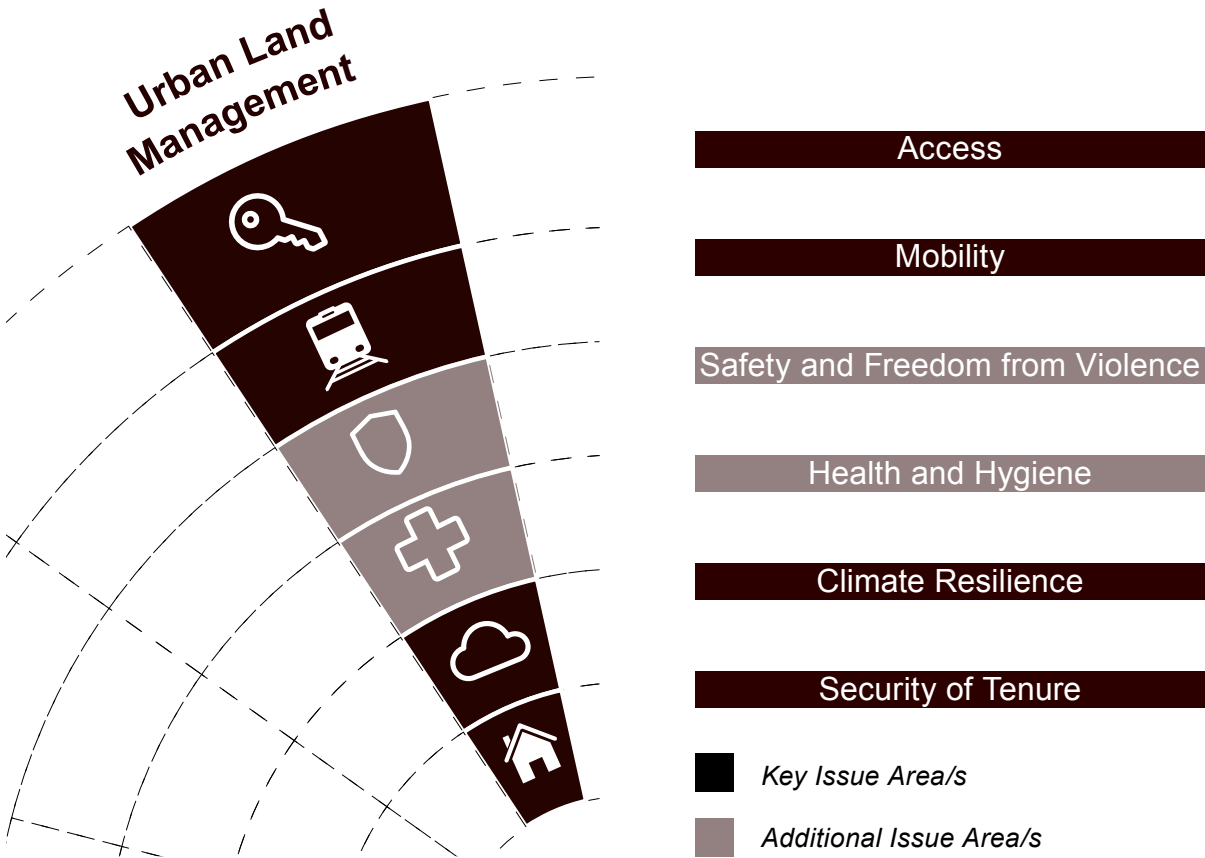 Urban Land
Management
Access
Mobility
Safety and Freedom from Violence
Health and Hygiene
Climate Resilience
Security of Tenure
Key Issue Area/s
Additional Issue Area/s